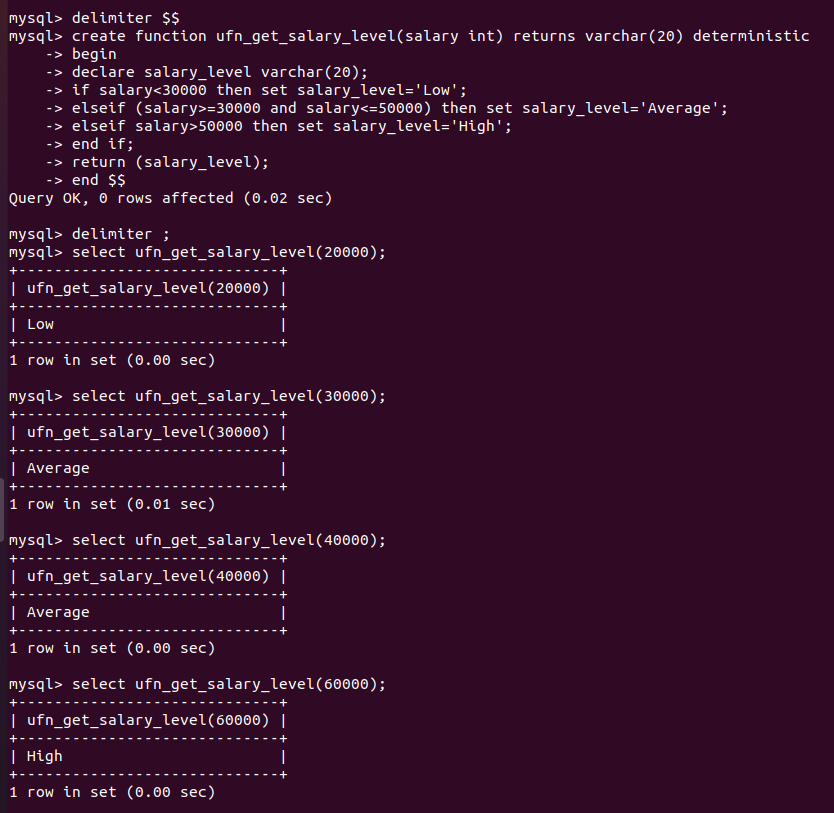 mysql> delimiter $$
mysql> create function ufn_get_salary_level(salary int) returns varchar(20) deterministic
    -> begin
    -> declare salary_level varchar(20);
    -> if salary<30000 then set salary_level='Low';
    -> elseif (salary>=30000 and salary<=50000) then set salary_level='Average';
    -> elseif salary>50000 then set salary_level='High';
    -> end if;
    -> return (salary_level);
    -> end $$
Query OK, 0 rows affected (0.02 sec)

mysql> delimiter ;
mysql> select ufn_get_salary_level(20000);
+-----------------------------+
| ufn_get_salary_level(20000) |
+-----------------------------+
| Low                         |
+-----------------------------+
1 row in set (0.00 sec)

mysql> select ufn_get_salary_level(30000);
+-----------------------------+
| ufn_get_salary_level(30000) |
+-----------------------------+
| Average                     |
+-----------------------------+
1 row in set (0.01 sec)

mysql> select ufn_get_salary_level(40000);
+-----------------------------+
| ufn_get_salary_level(40000) |
+-----------------------------+
| Average                     |
+-----------------------------+
1 row in set (0.00 sec)

mysql> select ufn_get_salary_level(60000);
+-----------------------------+
| ufn_get_salary_level(60000) |
+-----------------------------+
| High                        |
+-----------------------------+
1 row in set (0.00 sec)